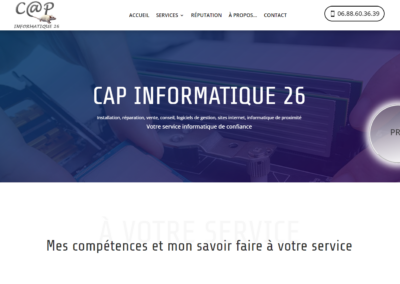 C@P
INFORMATIQUE 26
ACCUEIL SERVICES RÉPUTATION À PROPOS... CONTACT
06.88.60.36.39
CAP INFORMATIQUE 26
installation, réparation, vente, conseil, logiciels de gestion, sites internet, informatique de proximité
Votre service informatique de confiance
PR
À VOTRE SERVICE
Mes compétences et mon savoir faire à votre service